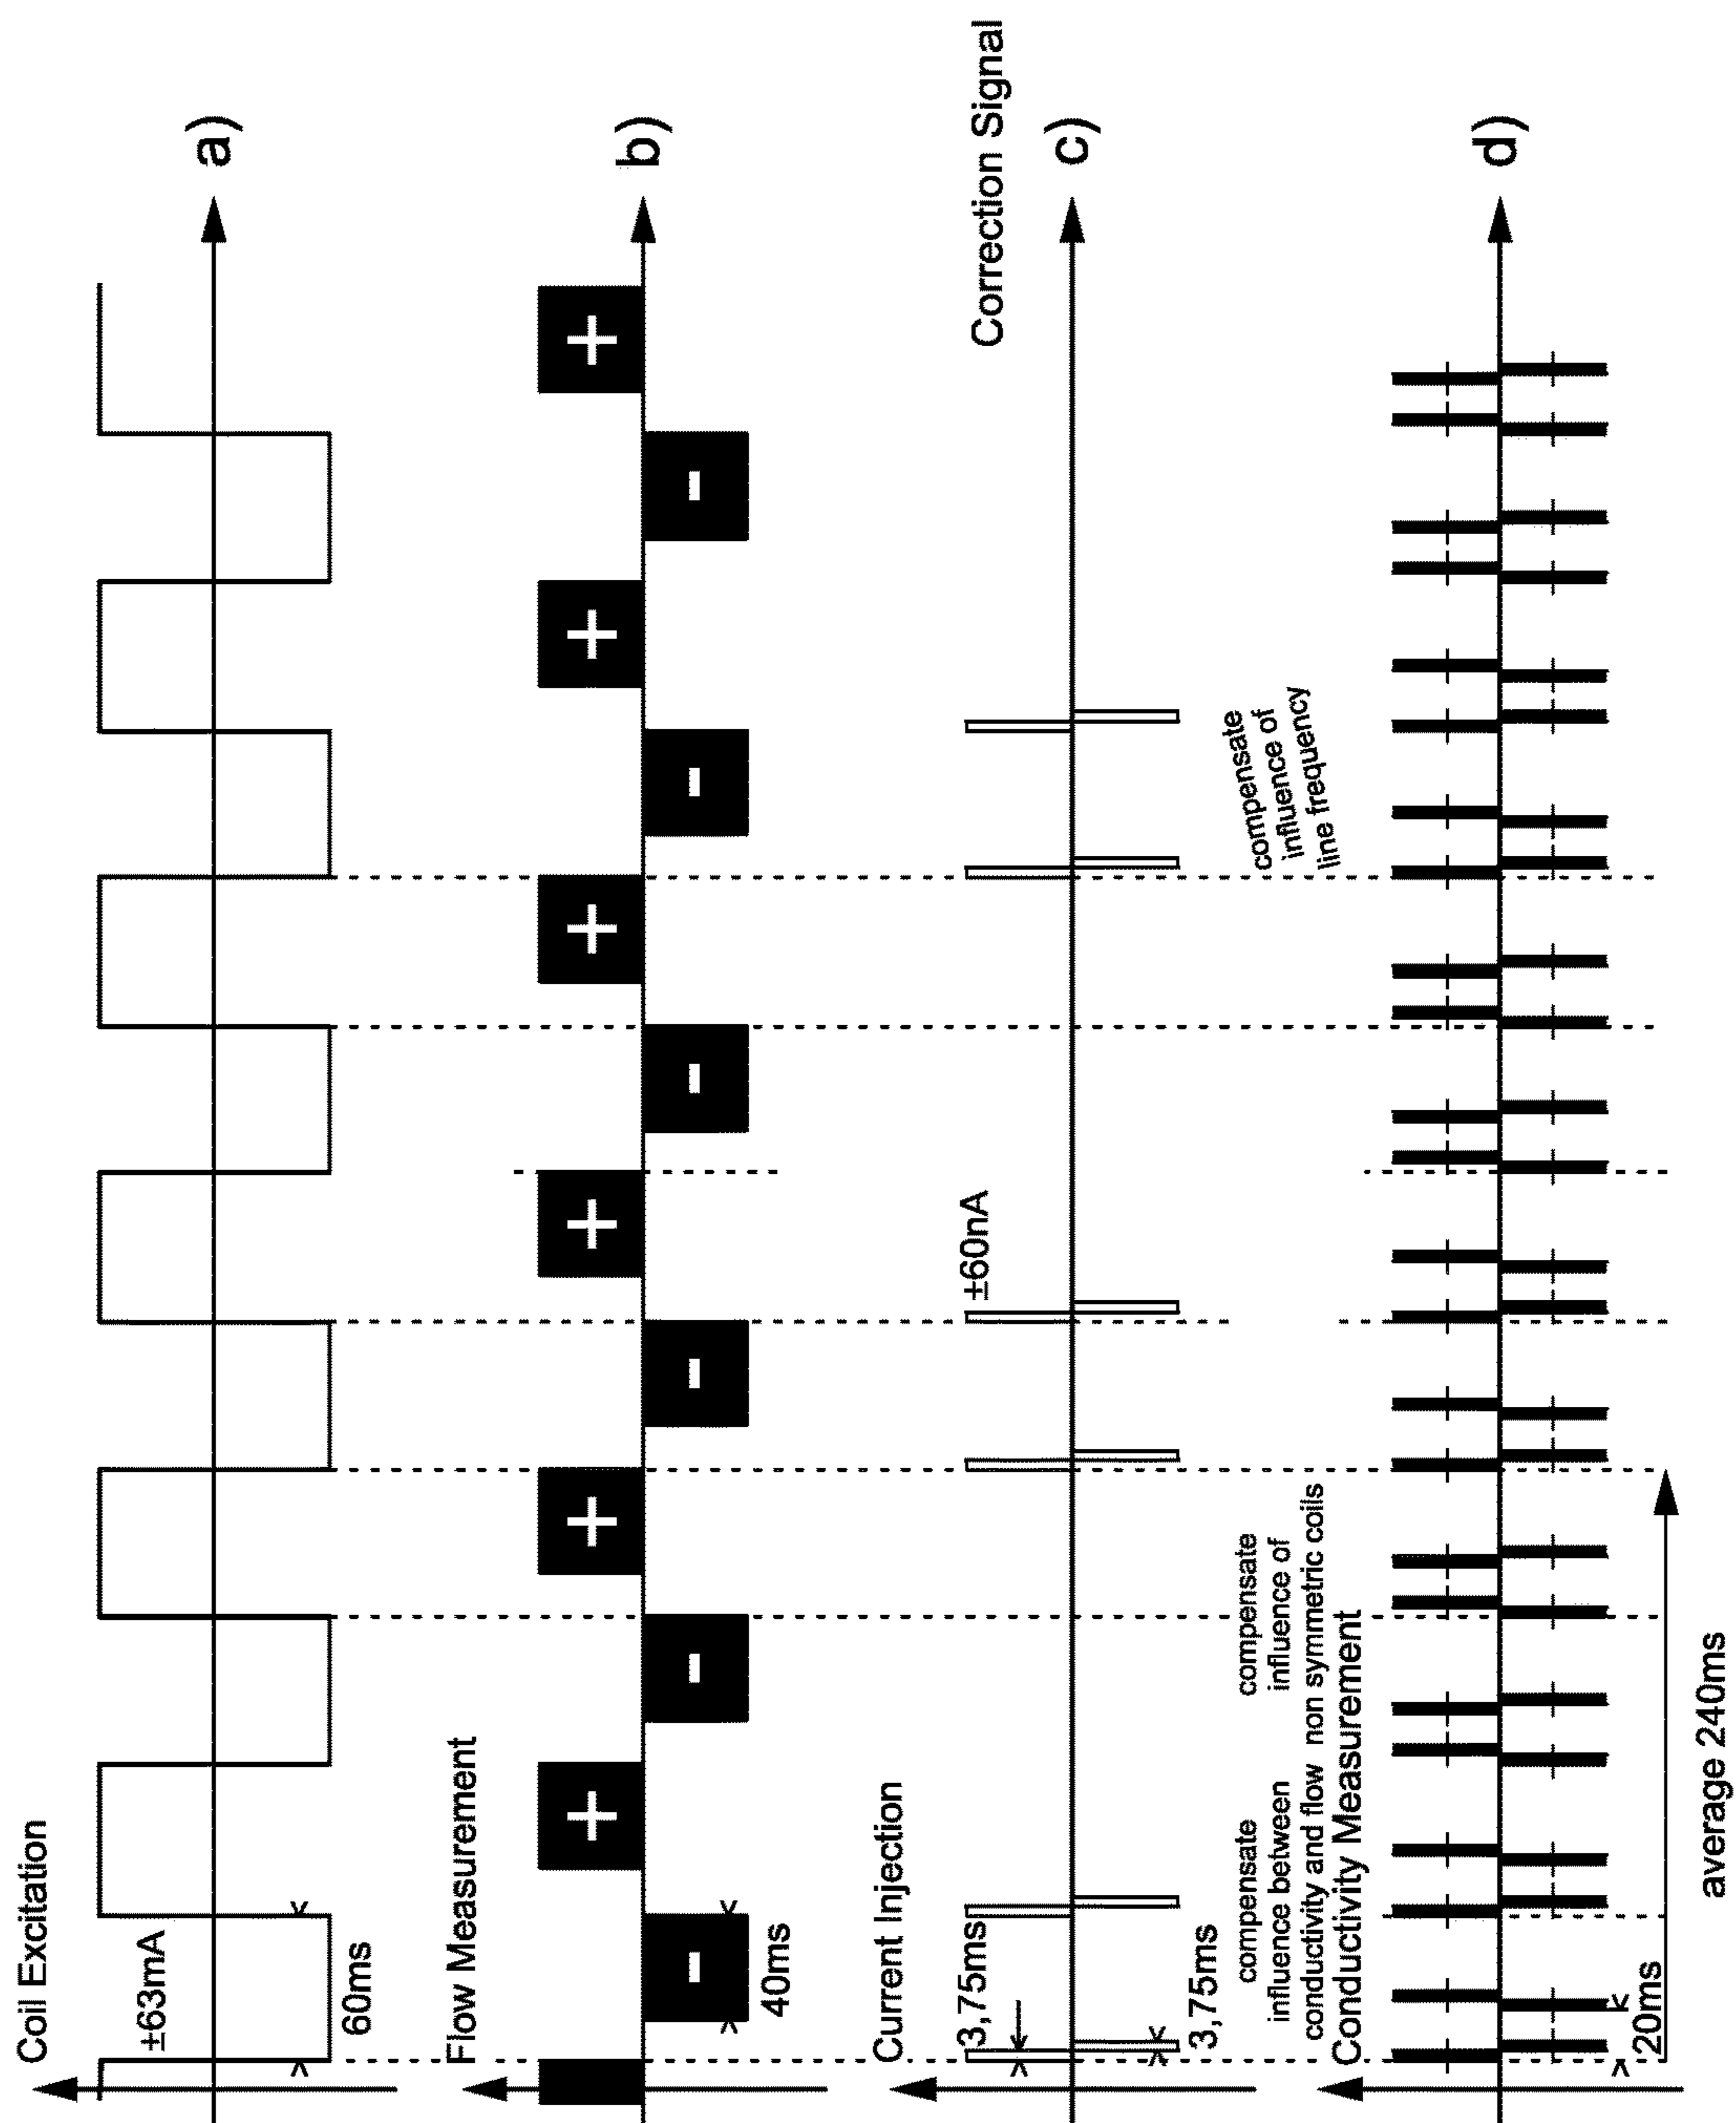 Coil Excitation
±63mA
60ms
a)
Flow Measurement
+
-
+
-
+
-
+
-
+
-
+
-
+
40ms
b)
Current Injection
3,75ms
3,75ms
±60nA
Correction Signal
c)
compensate
influence between
conductivity and flow
compensate
influence of
non symmetric coils
compensate
influence of
line frequency
Conductivity Measurement
20ms
average 240ms
d)